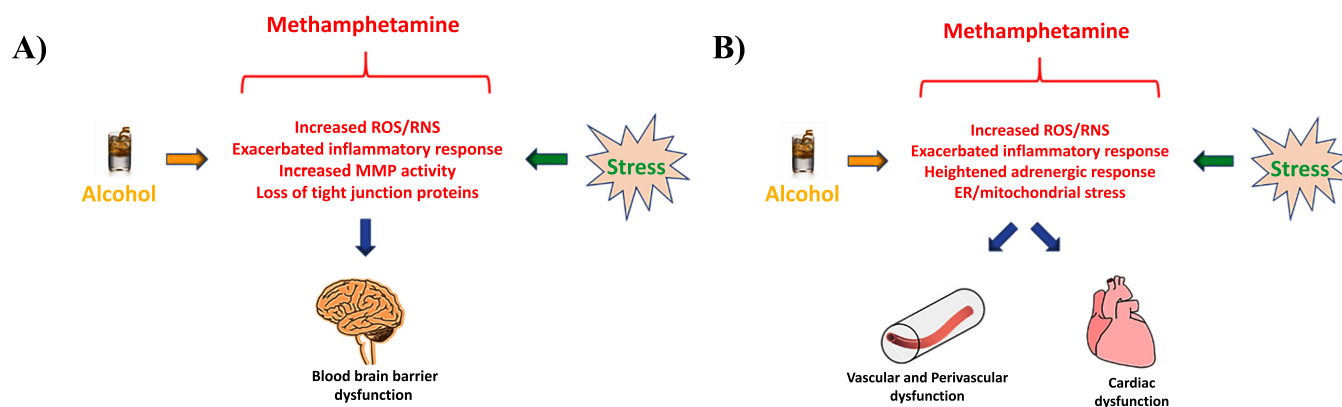 A)
Methamphetamine
Increased ROS/RNS
Exacerbated inflammatory response
Increased MMP activity
Loss of tight junction proteins
Alcohol
Stress
Blood brain barrier
dysfunction
B)
Methamphetamine
Increased ROS/RNS
Exacerbated inflammatory response
Heightened adrenergic response
ER/mitochondrial stress
Alcohol
Stress
Vascular and Perivascular
dysfunction
Cardiac
dysfunction